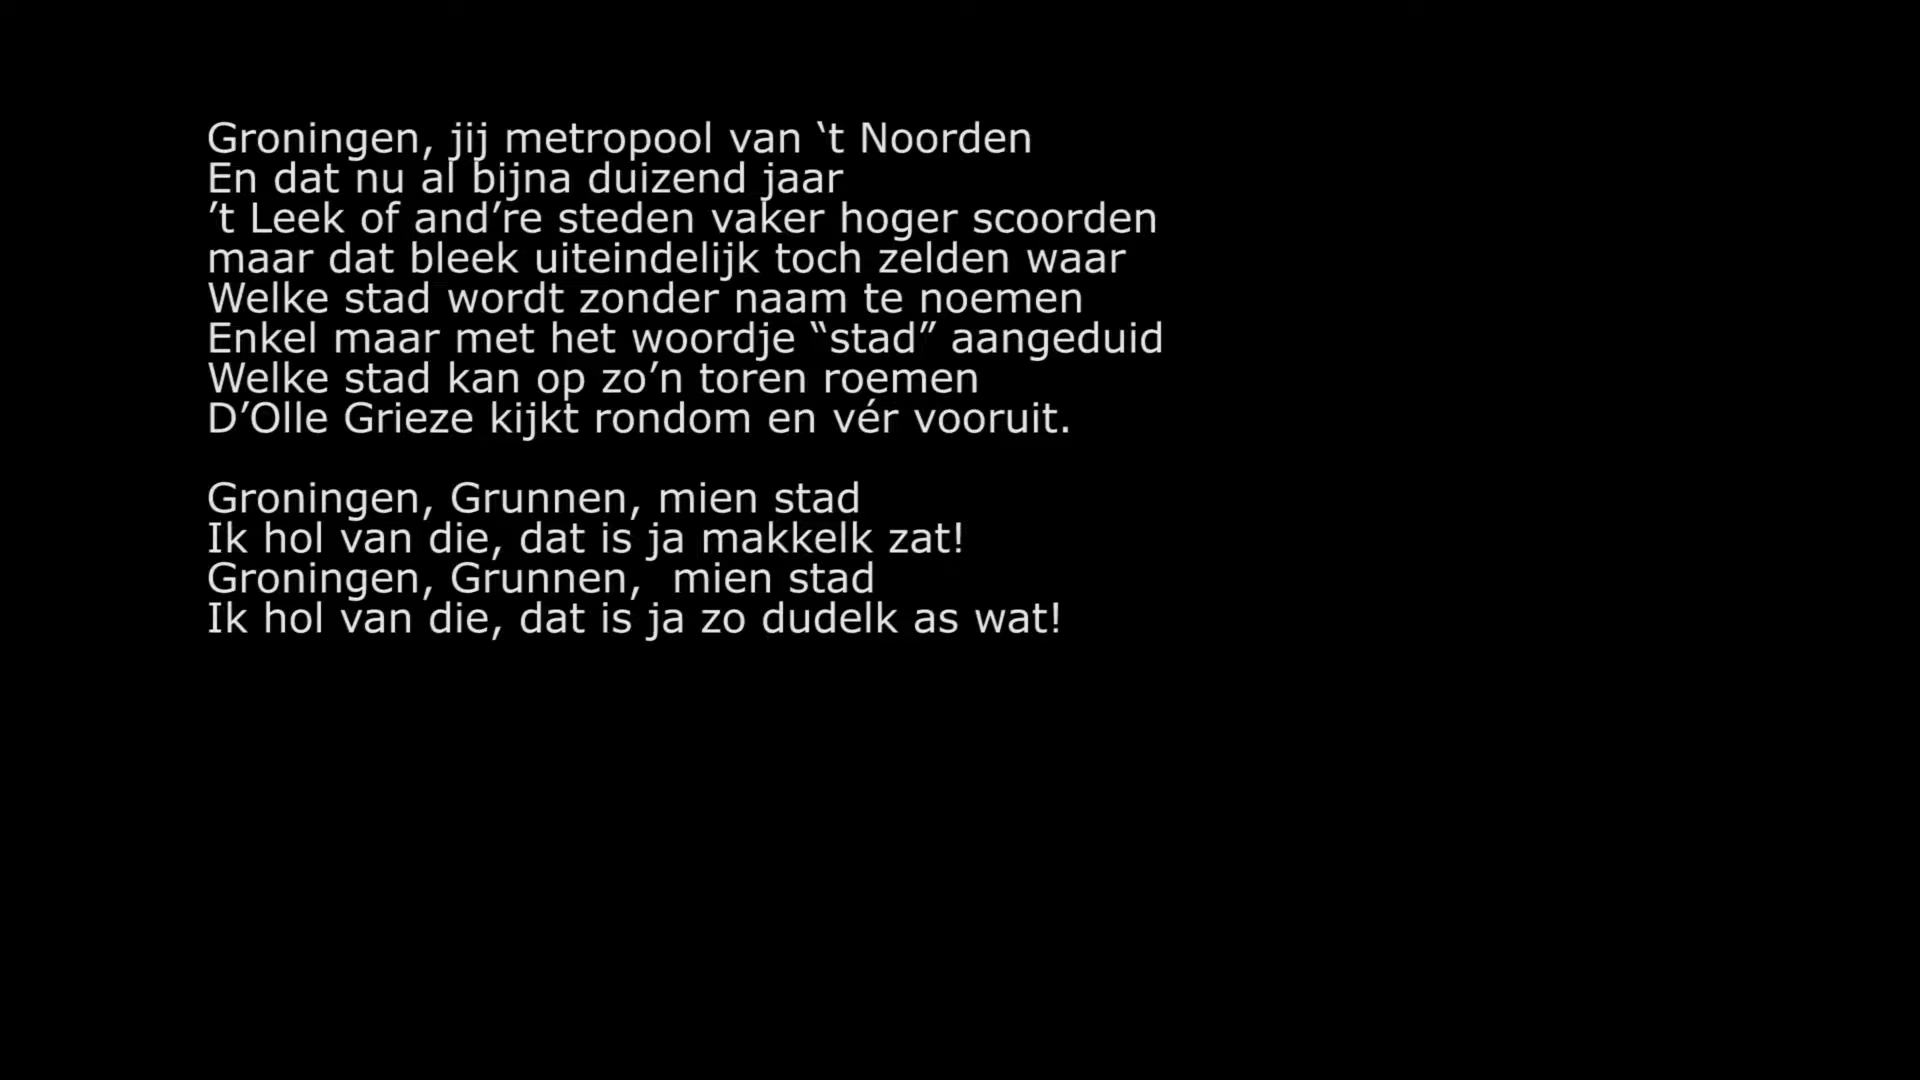 Groningen, jij metropool van ‘t Noorden
En dat nu al bijna duizend jaar
’t Leek of and’re steden vaker hoger scoorden
maar dat bleek uiteindelijk toch zelden waar
Welke stad wordt zonder naam te noemen
Enkel maar met het woordje “stad” aangeduid
Welke stad kan op zo’n toren roemen
D’Olle Grieze kijkt rondom en vér vooruit.

Groningen, Grunnen, mien stad
Ik hol van die, dat is ja makkelk zat!
Groningen, Grunnen,  mien stad
Ik hol van die, dat is ja zo dudelk as wat!